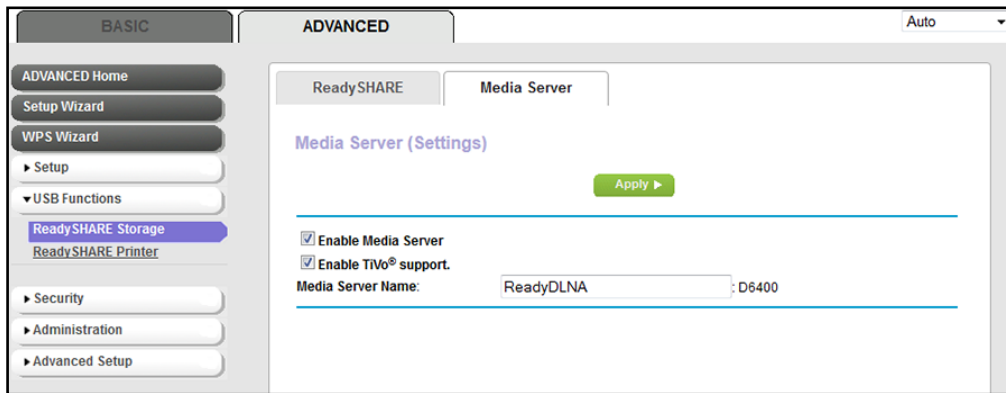 BASIC
ADVANCED
Auto
ADVANCED Home
Setup Wizard
WPS Wizard
Setup
USB Functions
ReadySHARE Storage
ReadySHARE Printer
Security
Administration
Advanced Setup
ReadySHARE
Media Server
Media Server (Settings)
Apply
Enable Media Server
Enable TiVo® support.
Media Server Name: ReadyDLNA : D6400